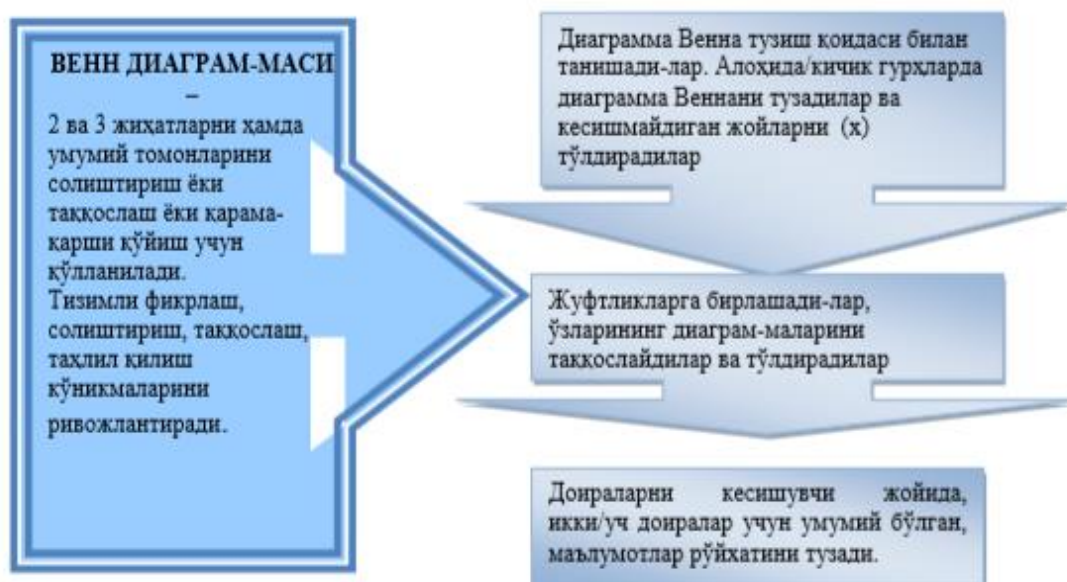 ВЕНН ДИАГРАМ-МАСИ
–
2 ва 3 жиҳатларни ҳамда
умумий томонларини
солиштириш ёки
таққослаш ёки қарама-
қарши қўйиш учун
қўлланилади.
Тизимли фикрлаш,
солиштириш, таққослаш,
таҳлил қилиш
кўникмаларини
ривожлантиради.
Диаграмма Венна тузиш қоидаси билан
танишади-лар. Алоҳида/кичик гурҳларда
диаграмма Веннани тузадилар ва
кесишмайдиган жойларни (х)
тўлдирадилар
Жуфтликларга бирлашади-лар,
ўзларининг диаграм-маларини
таққослайдилар ва тўлдирадилар
Доираларни кесишувчи жойида,
икки/уч доиралар учун умумий бўлган,
маълумотлар рўйхатини тузади.